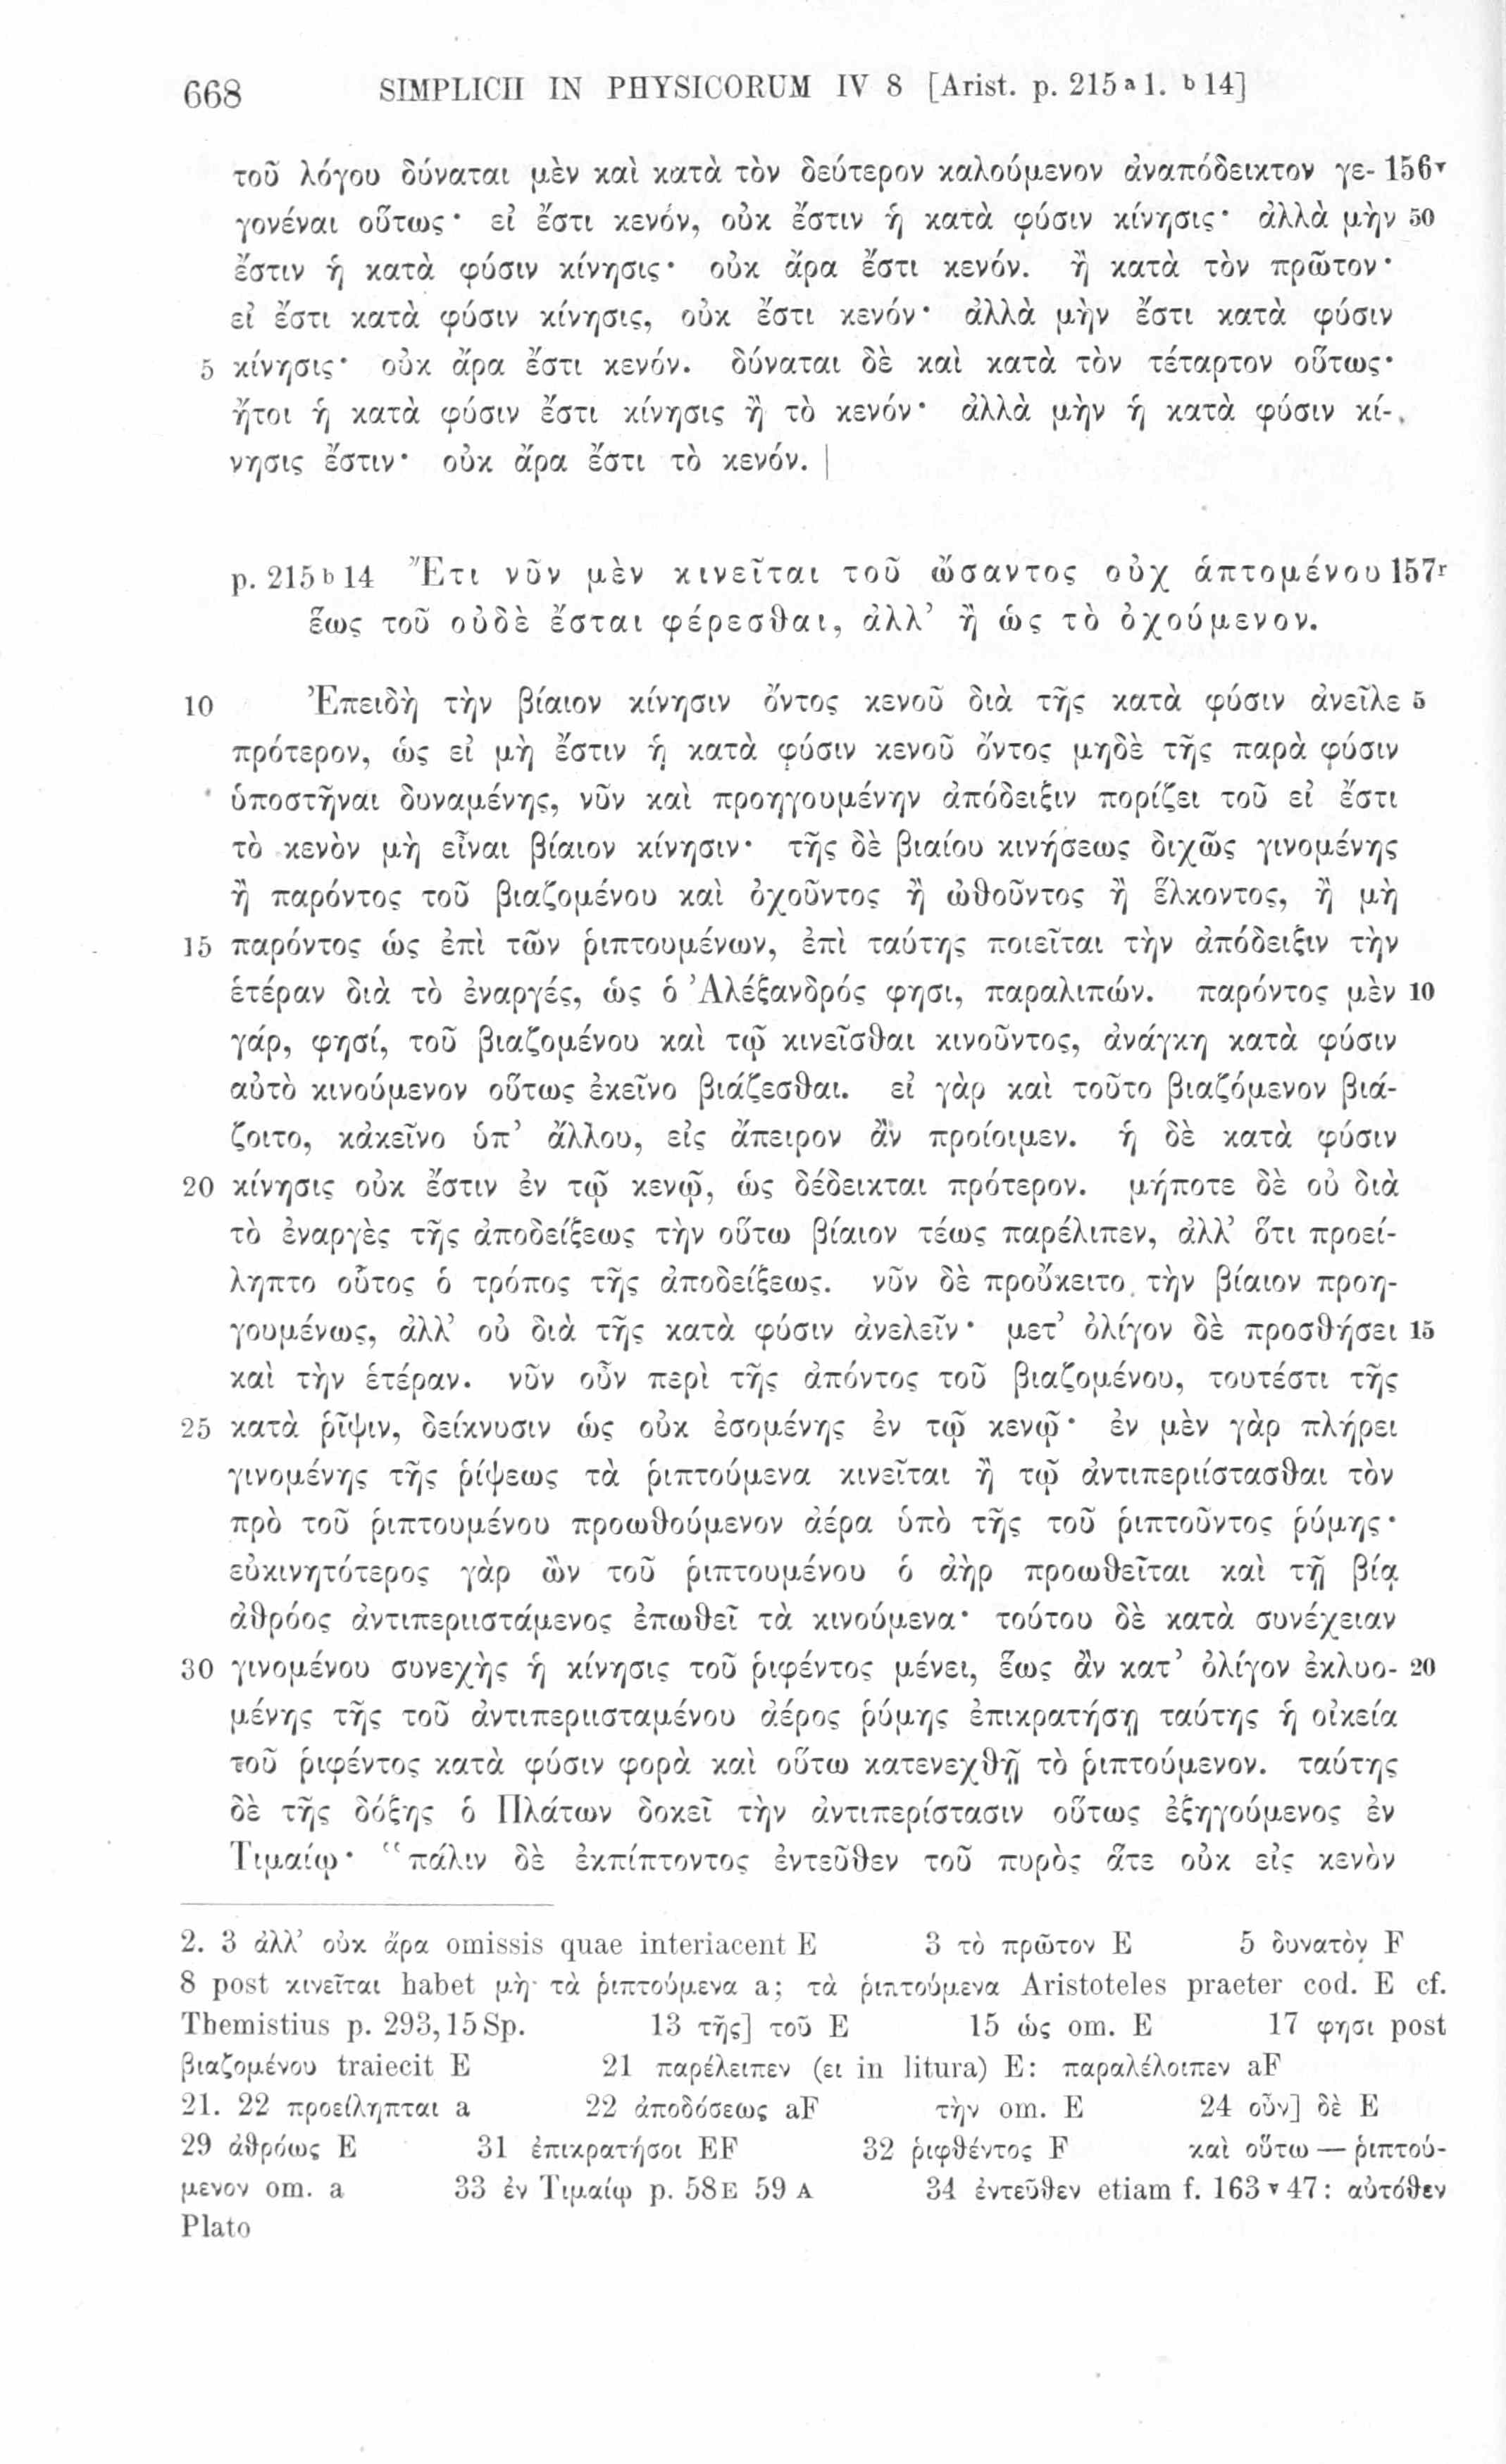 668 SIMPLICII IN PHYSICORUM IV 8 [Arist. p. 215 a 1. b 14]
τοῦ λόγου δύναται μὲν καὶ κατὰ τὸν δεύτερον καλούμενον ἀναπόδεικτον γε- 156v
γονέναι οὕτως· εἰ ἔστι κενόν, οὐκ ἔστιν ἡ κατὰ φύσιν κίνησις· ἀλλὰ μὴν 50
ἔστιν ἡ κατὰ φύσιν κίνησις· οὐκ ἄρα ἔστι κενόν. ἢ κατὰ τὸν πρῶτον·
εἰ ἔστι κατὰ φύσιν κίνησις, οὐκ ἔστι κενόν· ἀλλὰ μὴν ἔστι κατὰ φύσιν
5 κίνησις· οὐκ ἄρα ἔστι κενόν. δύναται δὲ καὶ κατὰ τὸν τέταρτον οὕτως·
ἤτοι ἡ κατὰ φύσιν ἔστι κίνησις ἢ τὸ κενόν· ἀλλὰ μὴν ἡ κατὰ φύσιν κί-
νησις ἔστιν· οὐκ ἄρα ἔστι τὸ κενόν. |
p. 215 b 14 Ἔτι νῦν μὲν κινεῖται τοῦ ὤσαντος οὐχ ἁπτομένου 157r
ἕως τοῦ οὐδὲ ἔσται φέρεσθαι, ἀλλ’ ἢ ὡς τὸ ὀχούμενον.
10 Ἐπειδὴ τὴν βίαιον κίνησιν ὄντος κενοῦ διὰ τῆς κατὰ φύσιν ἀνεῖλε 5
πρότερον, ὡς εἰ μὴ ἔστιν ἡ κατὰ φύσιν κενοῦ ὄντος μηδὲ τῆς παρὰ φύσιν
ὑποστῆναι δυναμένης, νῦν καὶ προηγουμένην ἀπόδειξιν πορίζει τοῦ εἰ ἔστι
τὸ κενὸν μὴ εἶναι βίαιον κίνησιν· τῆς δὲ βιαίου κινήσεως διχῶς γινομένης
ἢ παρόντος τοῦ βιαζομένου καὶ ὀχοῦντος ἢ ὠθοῦντος ἢ ἕλκοντος, ἢ μὴ
15 παρόντος ὡς ἐπὶ τῶν ῥιπτουμένων, ἐπὶ ταύτης ποιεῖται τὴν ἀπόδειξιν τὴν
ἑτέραν διὰ τὸ ἐναργές, ὡς ὁ Ἀλέξανδρός φησι, παραλιπών. παρόντος μὲν 10
γάρ, φησί, τοῦ βιαζομένου καὶ τῷ κινεῖσθαι κινοῦντος, ἀνάγκη κατὰ φύσιν
αὐτὸ κινούμενον οὕτως ἐκεῖνο βιάζεσθαι. εἰ γὰρ καὶ τοῦτο βιαζόμενον βιά-
ζοιτο, κἀκεῖνο ὑπ’ ἄλλου, εἰς ἄπειρον ἂν προίοιμεν. ἡ δὲ κατὰ φύσιν
20 κίνησις οὐκ ἔστιν ἐν τῷ κενῷ, ὡς δέδεικται πρότερον. μήποτε δὲ οὐ διὰ
τὸ ἐναργὲς τῆς ἀποδείξεως τὴν οὕτω βίαιον τέως παρέλιπεν, ἀλλ’ ὅτι προεί-
ληπτο οὗτος ὁ τρόπος τῆς ἀποδείξεως. νῦν δὲ προὔκειτο τὴν βίαιον προη-
γουμένως, ἀλλ’ οὐ διὰ τῆς κατὰ φύσιν ἀνελεῖν· μετ’ ὀλίγον δὲ προσθήσει 15
καὶ τὴν ἑτέραν. νῦν οὖν περὶ τῆς ἀπόντος τοῦ βιαζομένου, τουτέστι τῆς
25 κατὰ ῥῖψιν, δείκνυσιν ὡς οὐκ ἐσομένης ἐν τῷ κενῷ· ἐν μὲν γὰρ πλήρει
γινομένης τῆς ῥίψεως τὰ ῥιπτούμενα κινεῖται ἢ τῷ ἀντιπεριίστασθαι τὸν
πρὸ τοῦ ῥιπτουμένου προωθούμενον ἀέρα ὑπὸ τῆς τοῦ ῥιπτοῦντος ῥύμης·
εὐκινητότερος γὰρ ὢν τοῦ ῥιπτουμένου ὁ ἀὴρ προωθεῖται καὶ τῇ βίᾳ
ἀθρόος ἀντιπεριιστάμενος ἐπωθεῖ τὰ κινούμενα· τούτου δὲ κατὰ συνέχειαν
30 γινομένου συνεχὴς ἡ κίνησις τοῦ ῥιφέντος μένει, ἕως ἂν κατ’ ὀλίγον ἐκλυο- 20
μένης τῆς τοῦ ἀντιπεριισταμένου ἀέρος ῥύμης ἐπικρατήσῃ ταύτης ἡ οἰκεία
τοῦ ῥιφέντος κατὰ φύσιν φορὰ καὶ οὕτω κατενεχθῇ τὸ ῥιπτούμενον. ταύτης
δὲ τῆς δόξης ὁ Πλάτων δοκεῖ τὴν ἀντιπερίστασιν οὕτως ἐξηγούμενος ἐν
Τιμαίῳ· “πάλιν δὲ ἐκπίπτοντος ἐντεῦθεν τοῦ πυρὸς ἅτε οὐκ εἰς κενὸν
2. 3 ἀλλ’ οὐκ ἄρα omissis quae interiacent E 3 τὸ πρῶτον E 5 δυνατὸν F
8 post κινεῖται habet μὴ τὰ ῥιπτούμενα a; τὰ ῥιπτούμενα Aristoteles praeter cod. E cf.
Themistius p. 293,15 Sp. 13 τῆς] τοῦ E 15 ὡς om. E 17 φησι post
βιαζομένου traiecit E 21 παρέλειπεν (ει in litura) E: παραλέλοιπεν aF
21. 22 προείληπται a 22 ἀποδόσεως aF τὴν om. E 24 οὖν] δὲ E
29 ἀθρόως E 31 ἐπικρατήσοι EF 32 ῥιφθέντος F καὶ οὕτω — ῥιπτού-
μενον om. a 33 ἐν Τιμαίῳ p. 58E 59 A 34 ἐντεῦθεν etiam f. 163 v 47: αὐτόθεν
Plato